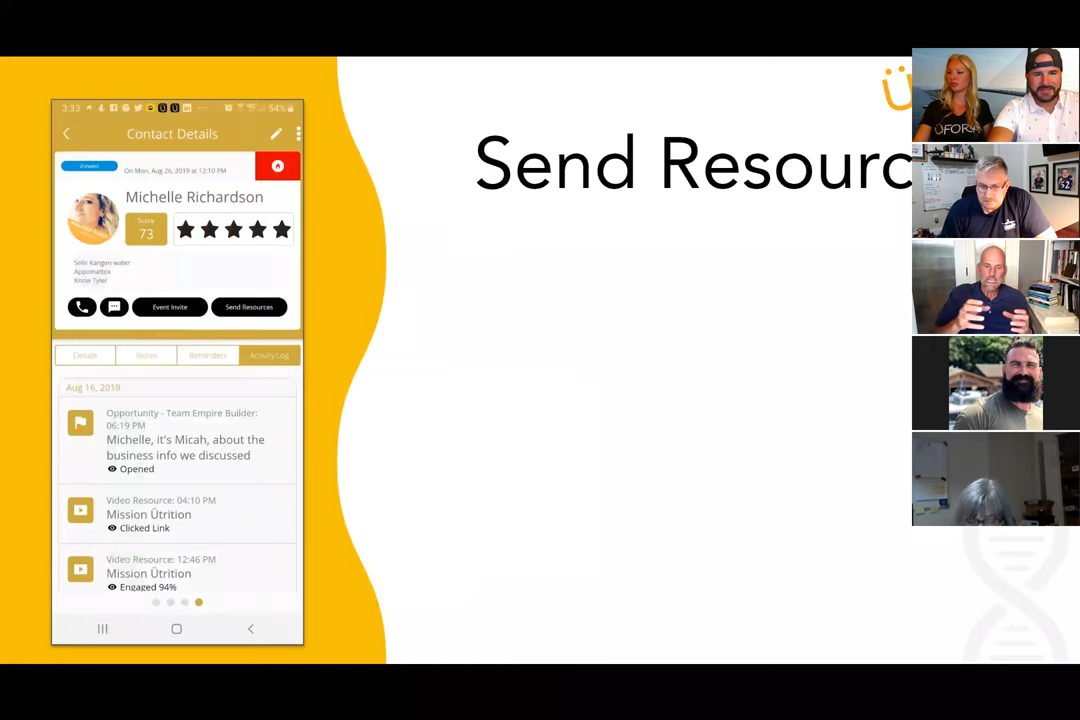 3:33
54%
Contact Details
Viewed
On Mon, Aug 26, 2019 at 12:10 PM
Michelle Richardson
Score
73
Sells Kangen water
Appomattox
Know Tyler
Event Invite
Send Resources
Details
Notes
Reminders
Activity Log
Aug 16, 2019
Opportunity - Team Empire Builder:
06:19 PM
Michelle, it's Micah, about the
business info we discussed
Opened
Video Resource: 04:10 PM
Mission Ütrition
Clicked Link
Video Resource: 12:46 PM
Mission Ütrition
Engaged 94%
Send Resourc
Ü
ÜFORI
52